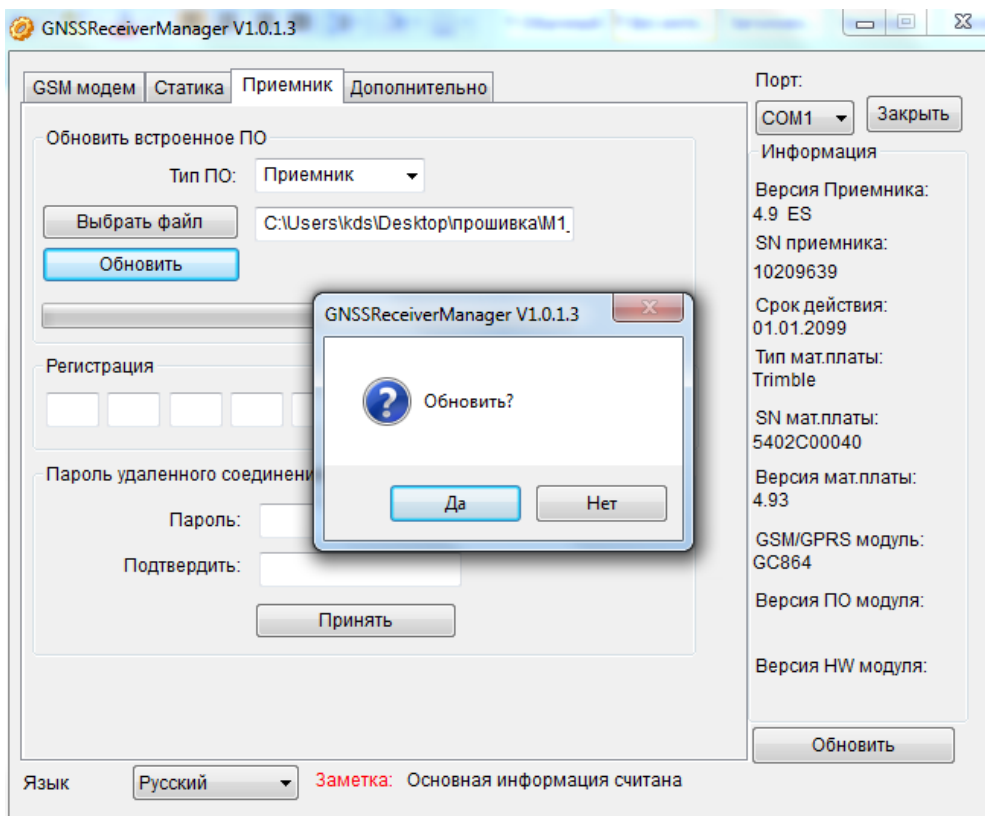 GNSSReceiverManager V1.0.1.3
GSM модем
Статика
Приемник
Дополнительно
Обновить встроенное ПО
Тип ПО:
Приемник
Выбрать файл
C:\Users\kds\Desktop\прошивка\M1_
Обновить
Регистрация
Пароль удаленного соединени
Пароль:
Подтвердить:
Принять
GNSSReceiverManager V1.0.1.3
Обновить?
Да
Нет
Порт:
COM1
Закрыть
Информация
Версия Приемника:
4.9 ES
SN приемника:
10209639
Срок действия:
01.01.2099
Тип мат.платы:
Trimble
SN мат.платы:
5402C00040
Версия мат.платы:
4.93
GSM/GPRS модуль:
GC864
Версия ПО модуля:
Версия HW модуля:
Обновить
Язык
Русский
Заметка: Основная информация считана